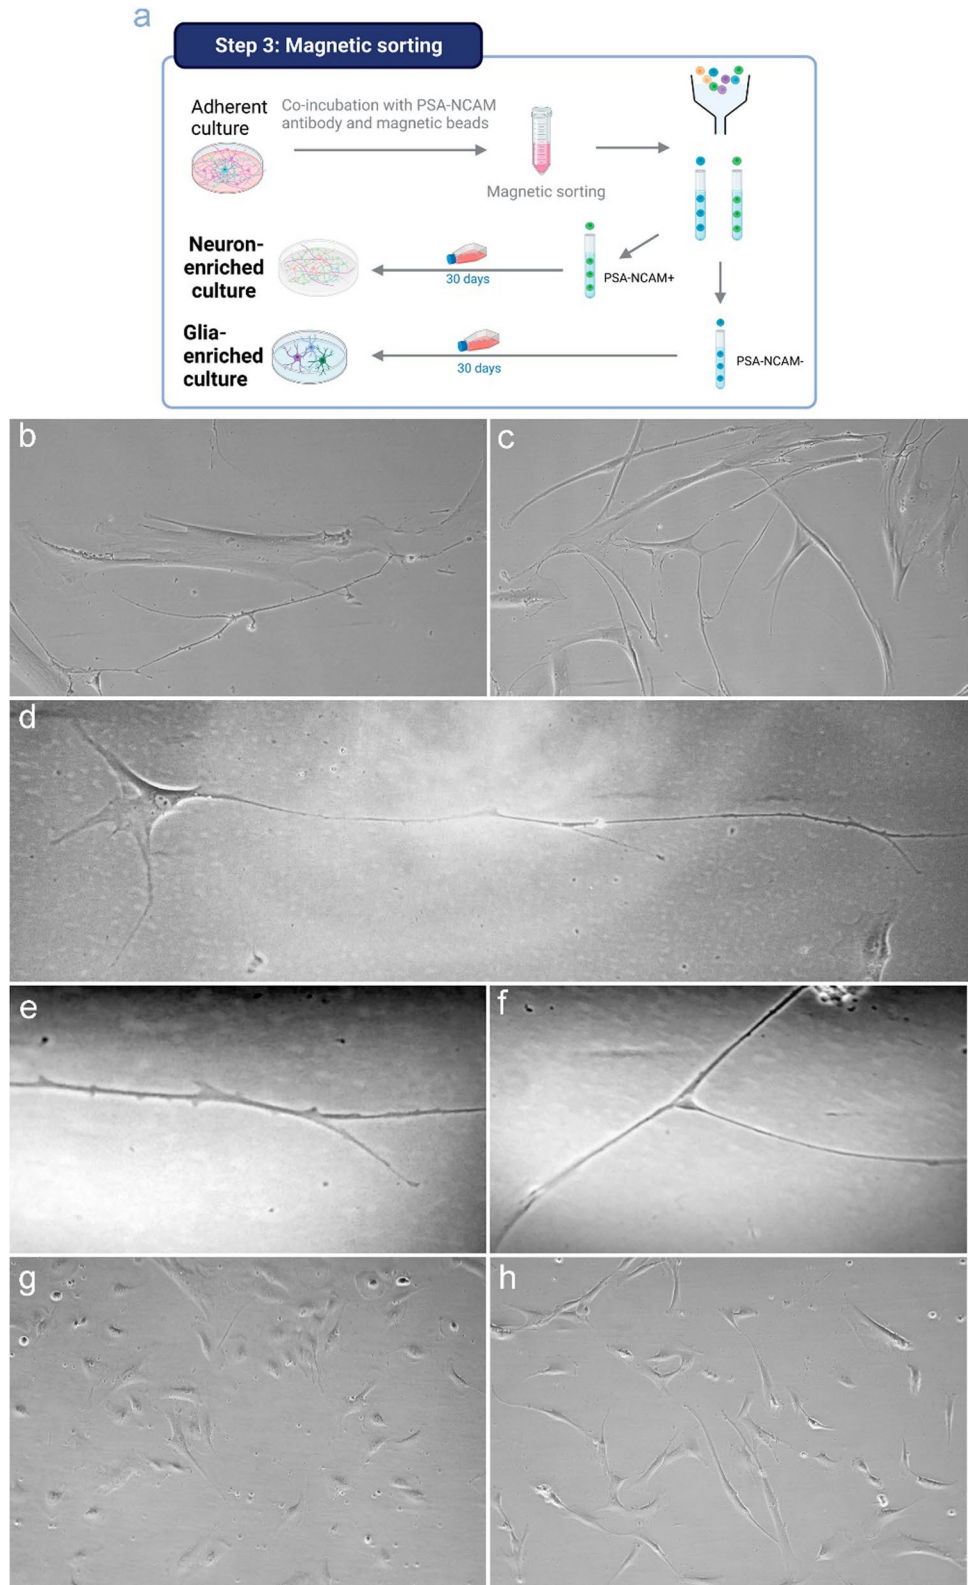 a
Step 3: Magnetic sorting
Adherent
culture
Co-incubation with PSA-NCAM
antibody and magnetic beads
Magnetic sorting
Neuron-
enriched
culture
30 days
PSA-NCAM+
Glia-
enriched
culture
30 days
PSA-NCAM-
b
c
d
e
f
g
h